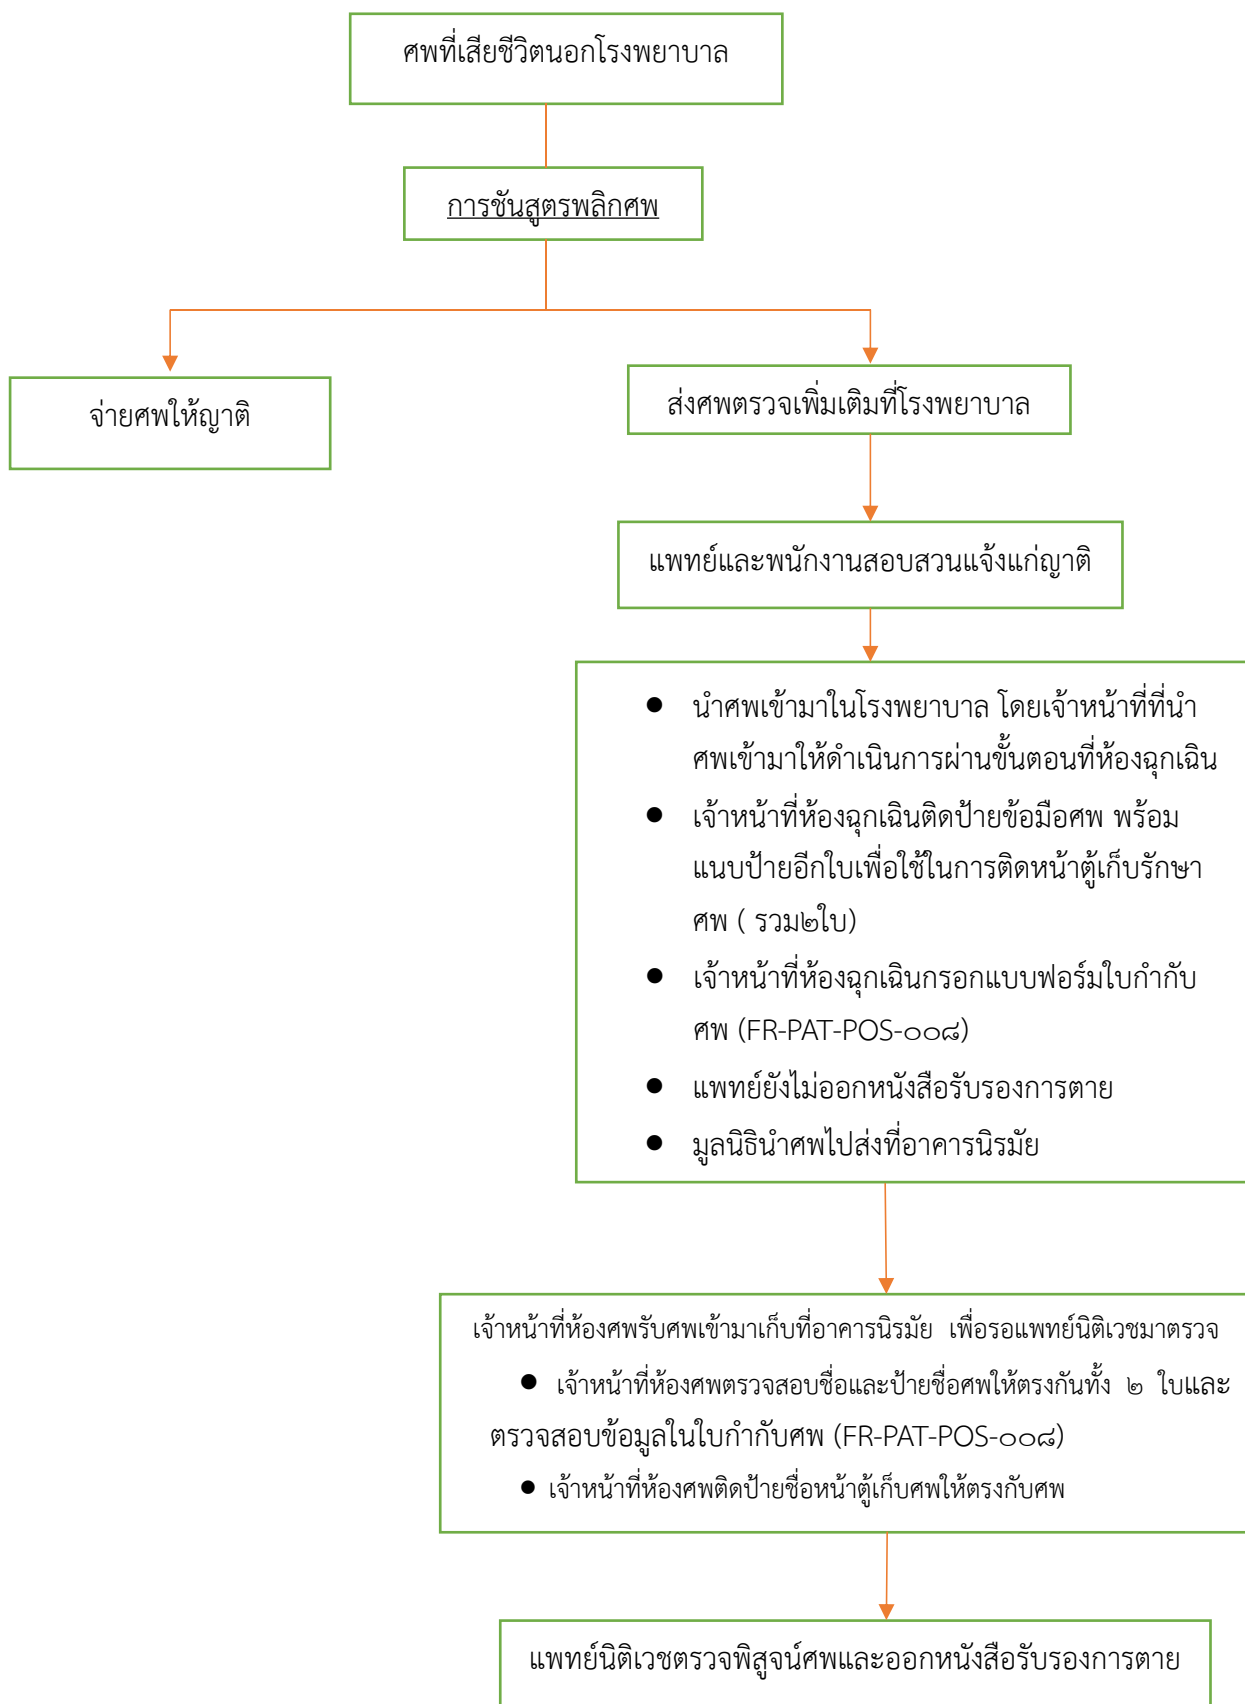 ศพที่เสียชีวิตนอกโรงพยาบาล
การชันสูตรพลิกศพ
จ่ายศพให้ญาติ
ส่งศพตรวจเพิ่มเติมที่โรงพยาบาล
แพทย์และพนักงานสอบสวนแจ้งแก่ญาติ
● นำศพเข้ามาในโรงพยาบาล โดยเจ้าหน้าที่ที่นำ
ศพเข้ามาให้ดำเนินการผ่านขั้นตอนที่ห้องฉุกเฉิน
● เจ้าหน้าที่ห้องฉุกเฉินติดป้ายข้อมือศพ พร้อม
แนบป้ายอีกใบเพื่อใช้ในการติดหน้าตู้เก็บรักษา
ศพ ( รวม๒ใบ)
● เจ้าหน้าที่ห้องฉุกเฉินกรอกแบบฟอร์มใบกำกับ
ศพ (FR-PAT-POS-๐๐๘)
● แพทย์ยังไม่ออกหนังสือรับรองการตาย
● มูลนิธินำศพไปส่งที่อาคารนิรมัย
เจ้าหน้าที่ห้องศพรับศพเข้ามาเก็บที่อาคารนิรมัย เพื่อรอแพทย์นิติเวชมาตรวจ
● เจ้าหน้าที่ห้องศพตรวจสอบชื่อและป้ายชื่อศพให้ตรงกันทั้ง ๒ ใบและ
ตรวจสอบข้อมูลในใบกำกับศพ (FR-PAT-POS-๐๐๘)
● เจ้าหน้าที่ห้องศพติดป้ายชื่อหน้าตู้เก็บศพให้ตรงกับศพ
แพทย์นิติเวชตรวจพิสูจน์ศพและออกหนังสือรับรองการตาย